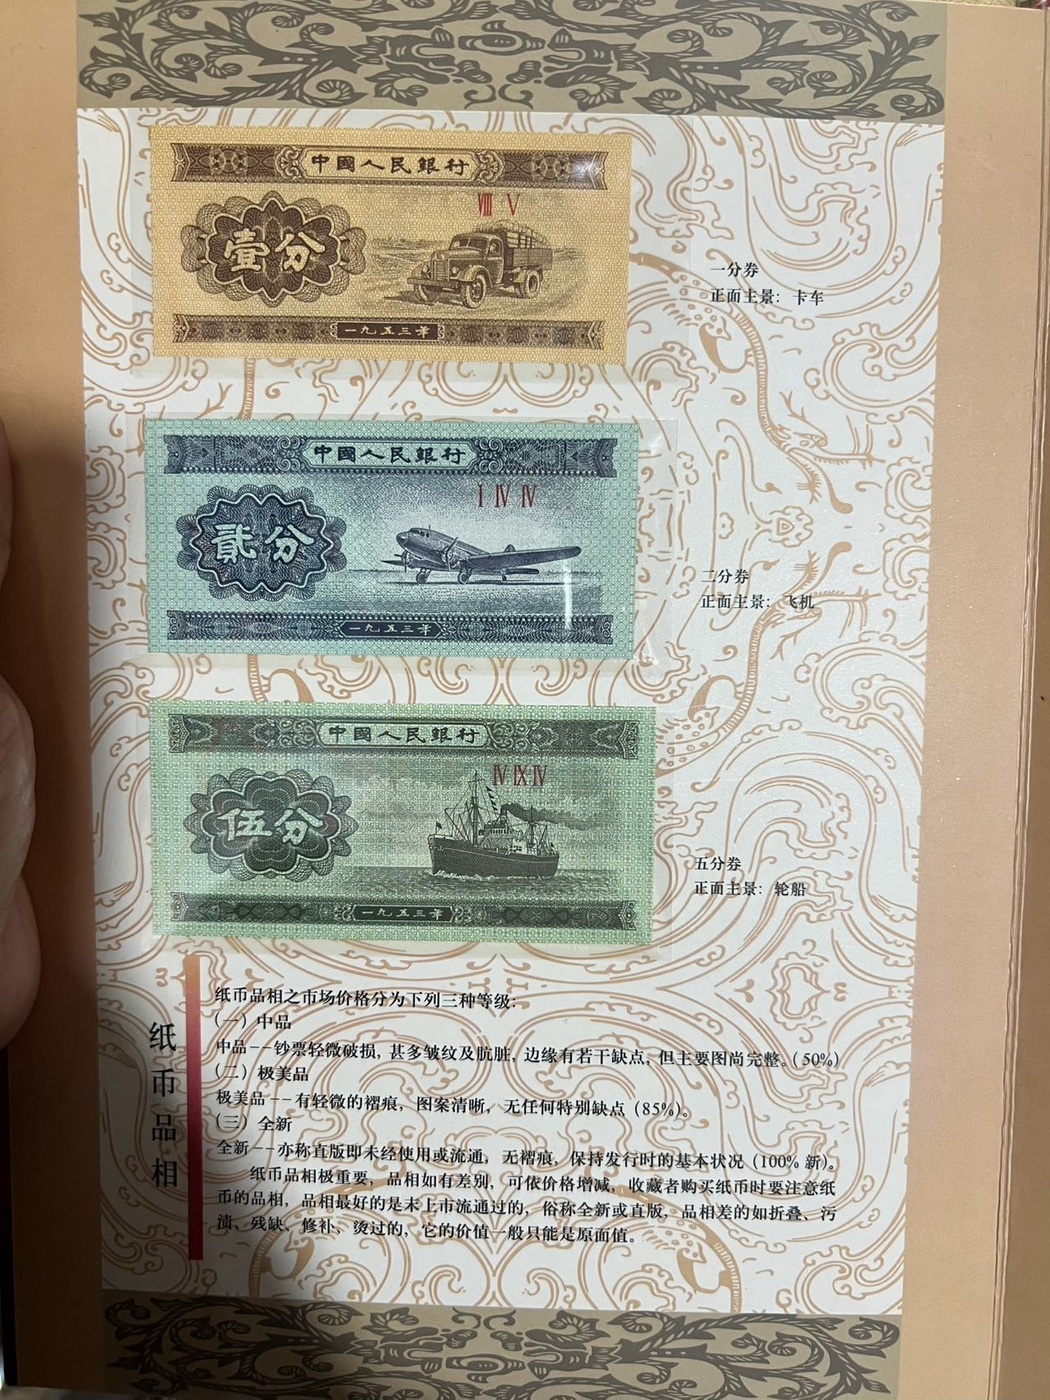 中國人民銀行
VIII V
壹分
一九五三年
一分券
正面主景：卡车
中國人民銀行
I IV IV
貳分
一九五三年
二分券
正面主景：飞机
中國人民銀行
IV IX IV
伍分
一九五三年
五分券
正面主景：轮船
纸币品相
纸币品相之市场价格分为下列三种等级:
(一) 中品
中品--钞票轻微破损，甚多皱纹及肮脏，边缘有若干缺点，但主要图尚完整。(50%)
(二) 极美品
极美品--有轻微的褶痕，图案清晰，无任何特别缺点 (85%)。
(三) 全新
全新--亦称直版即未经使用或流通，无褶痕，保持发行时的基本状况 (100% 新)。
纸币品相极重要，品相如有差别，可依价格增减，收藏者购买纸币时要注意纸
币的品相，品相最好的是未上市流通过的，俗称全新或直版，品相差的如折叠、污
渍、残缺、修补、烫过的，它的价值一般只能是原面值。